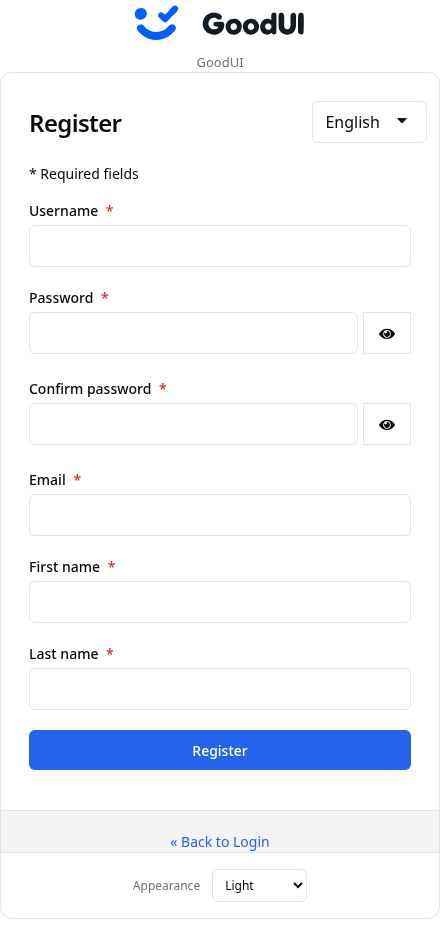 GoodUI
GoodUI
Register
English
* Required fields
Username *
Password *
Confirm password *
Email *
First name *
Last name *
Register
« Back to Login
Appearance Light